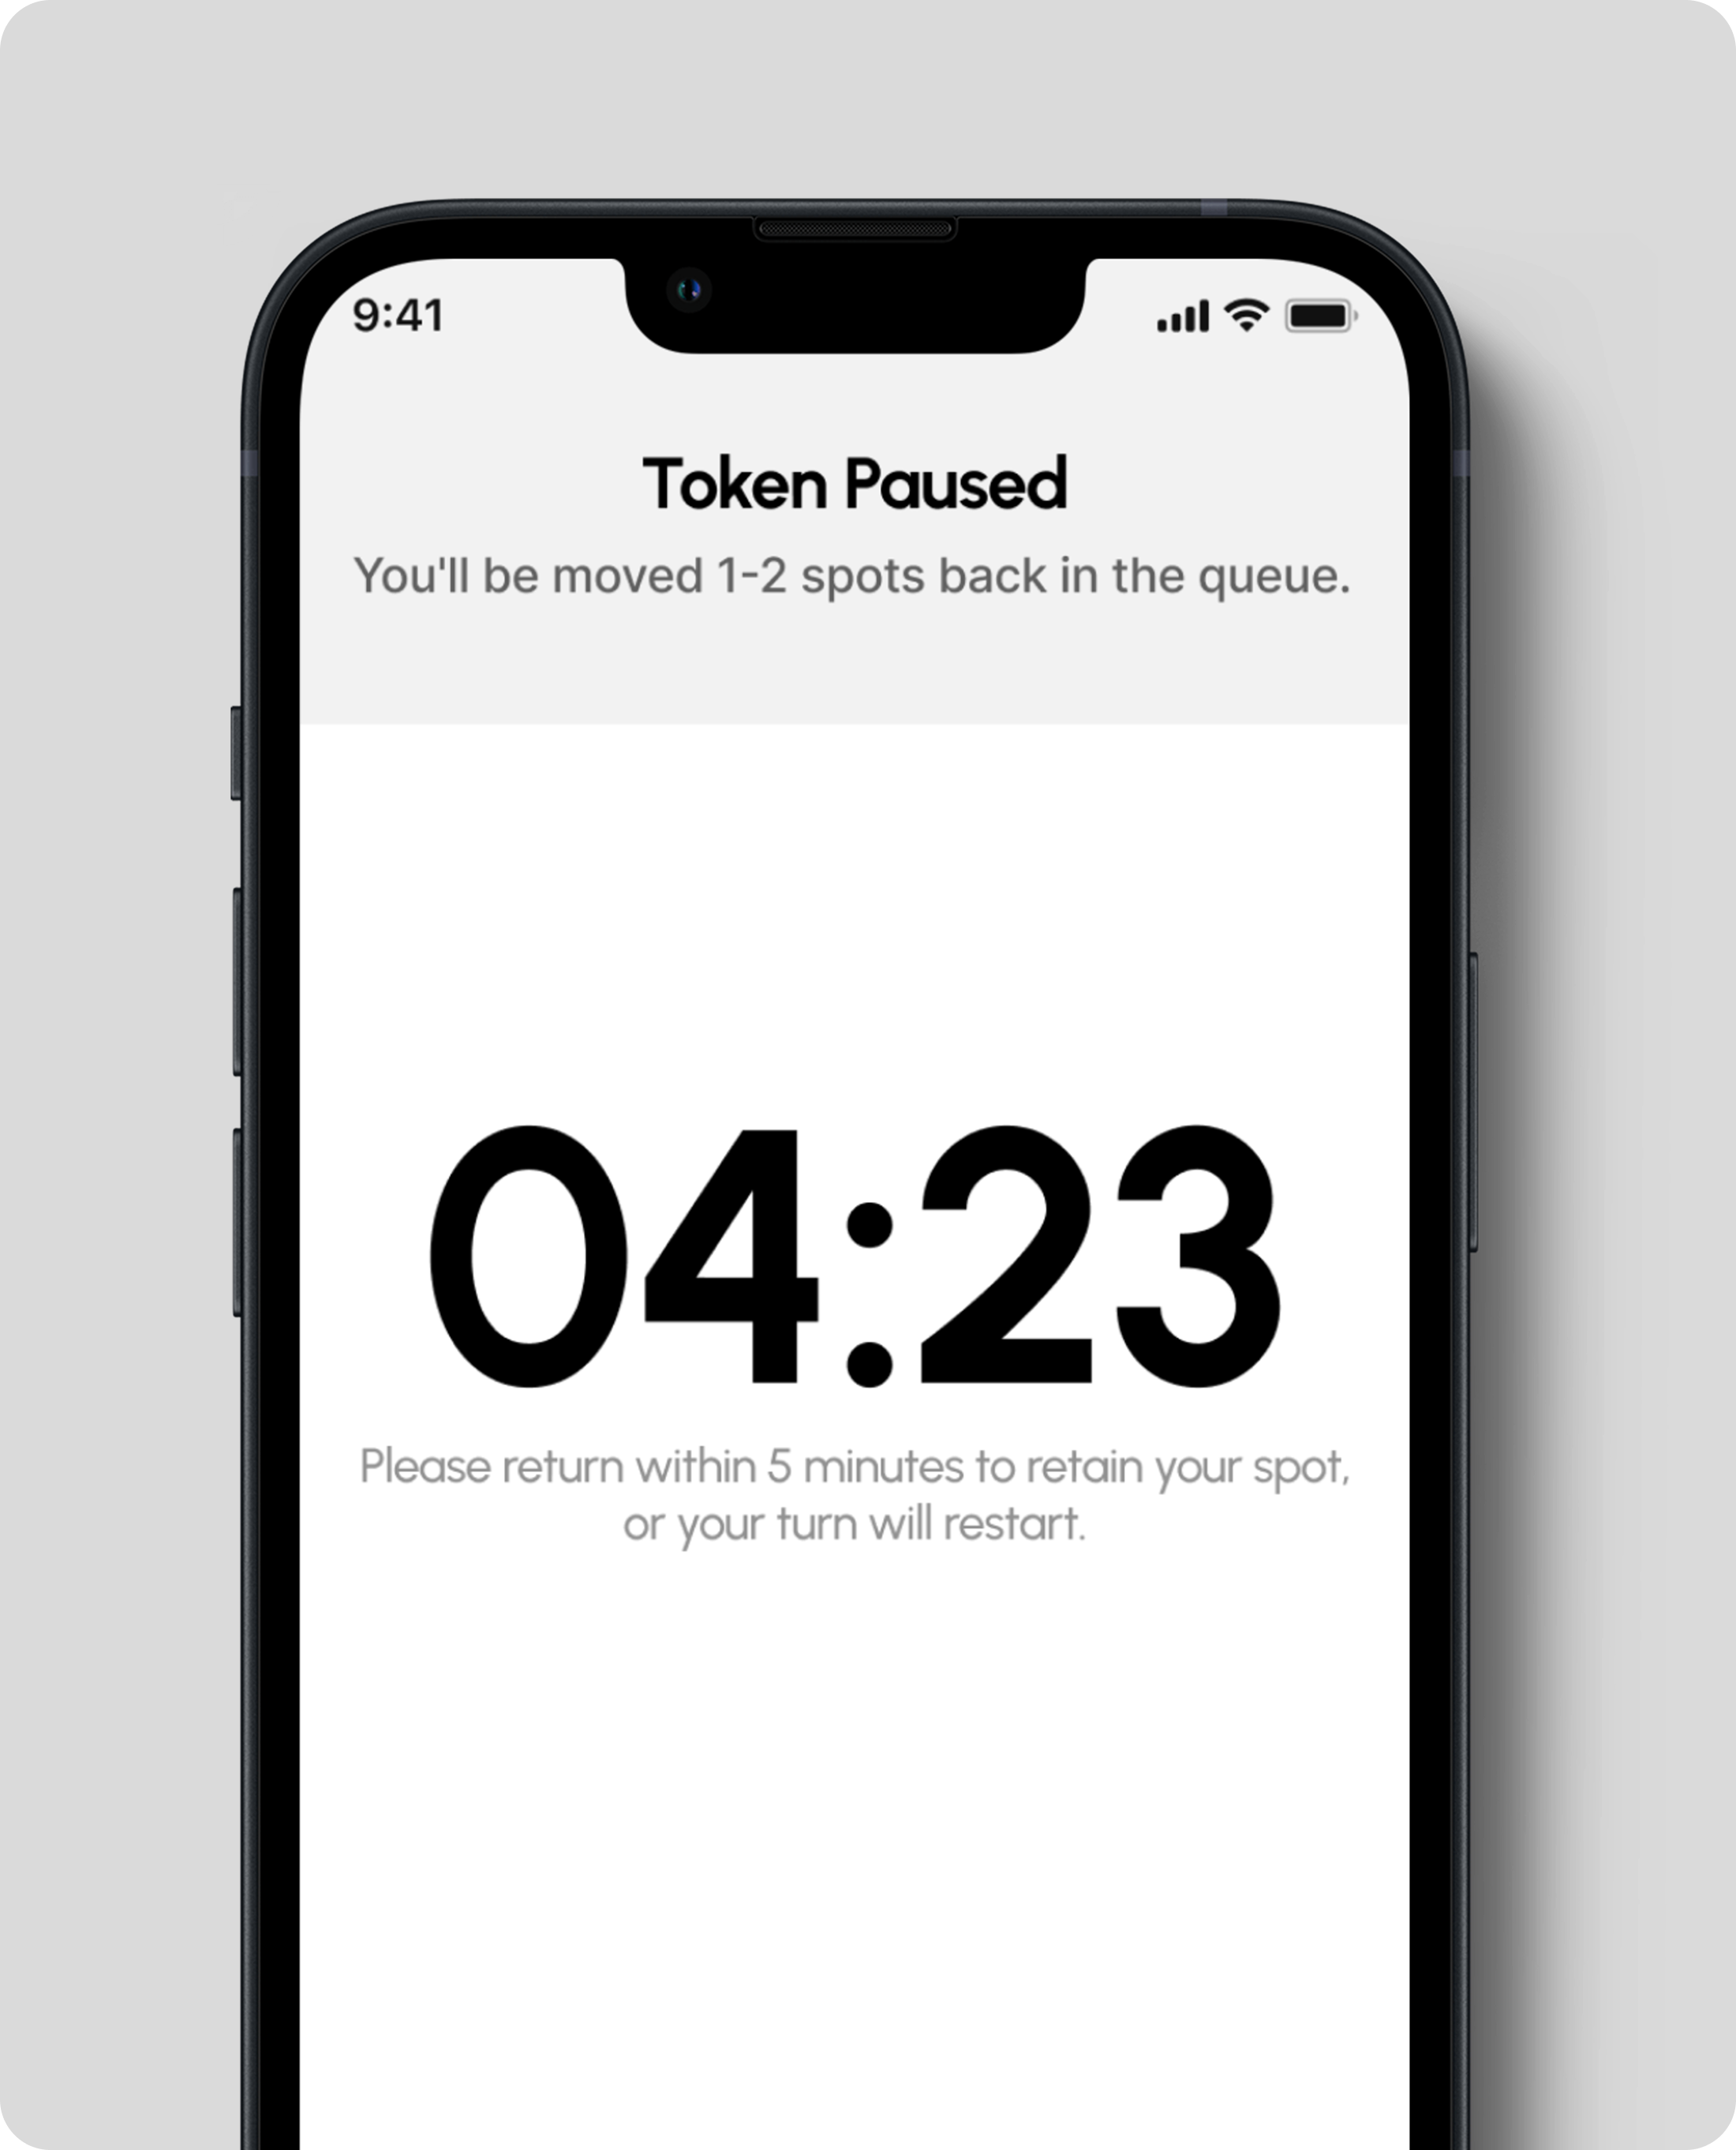 9:41
Token Paused
You'll be moved 1-2 spots back in the queue.
04:23
Please return within 5 minutes to retain your spot,
or your turn will restart.